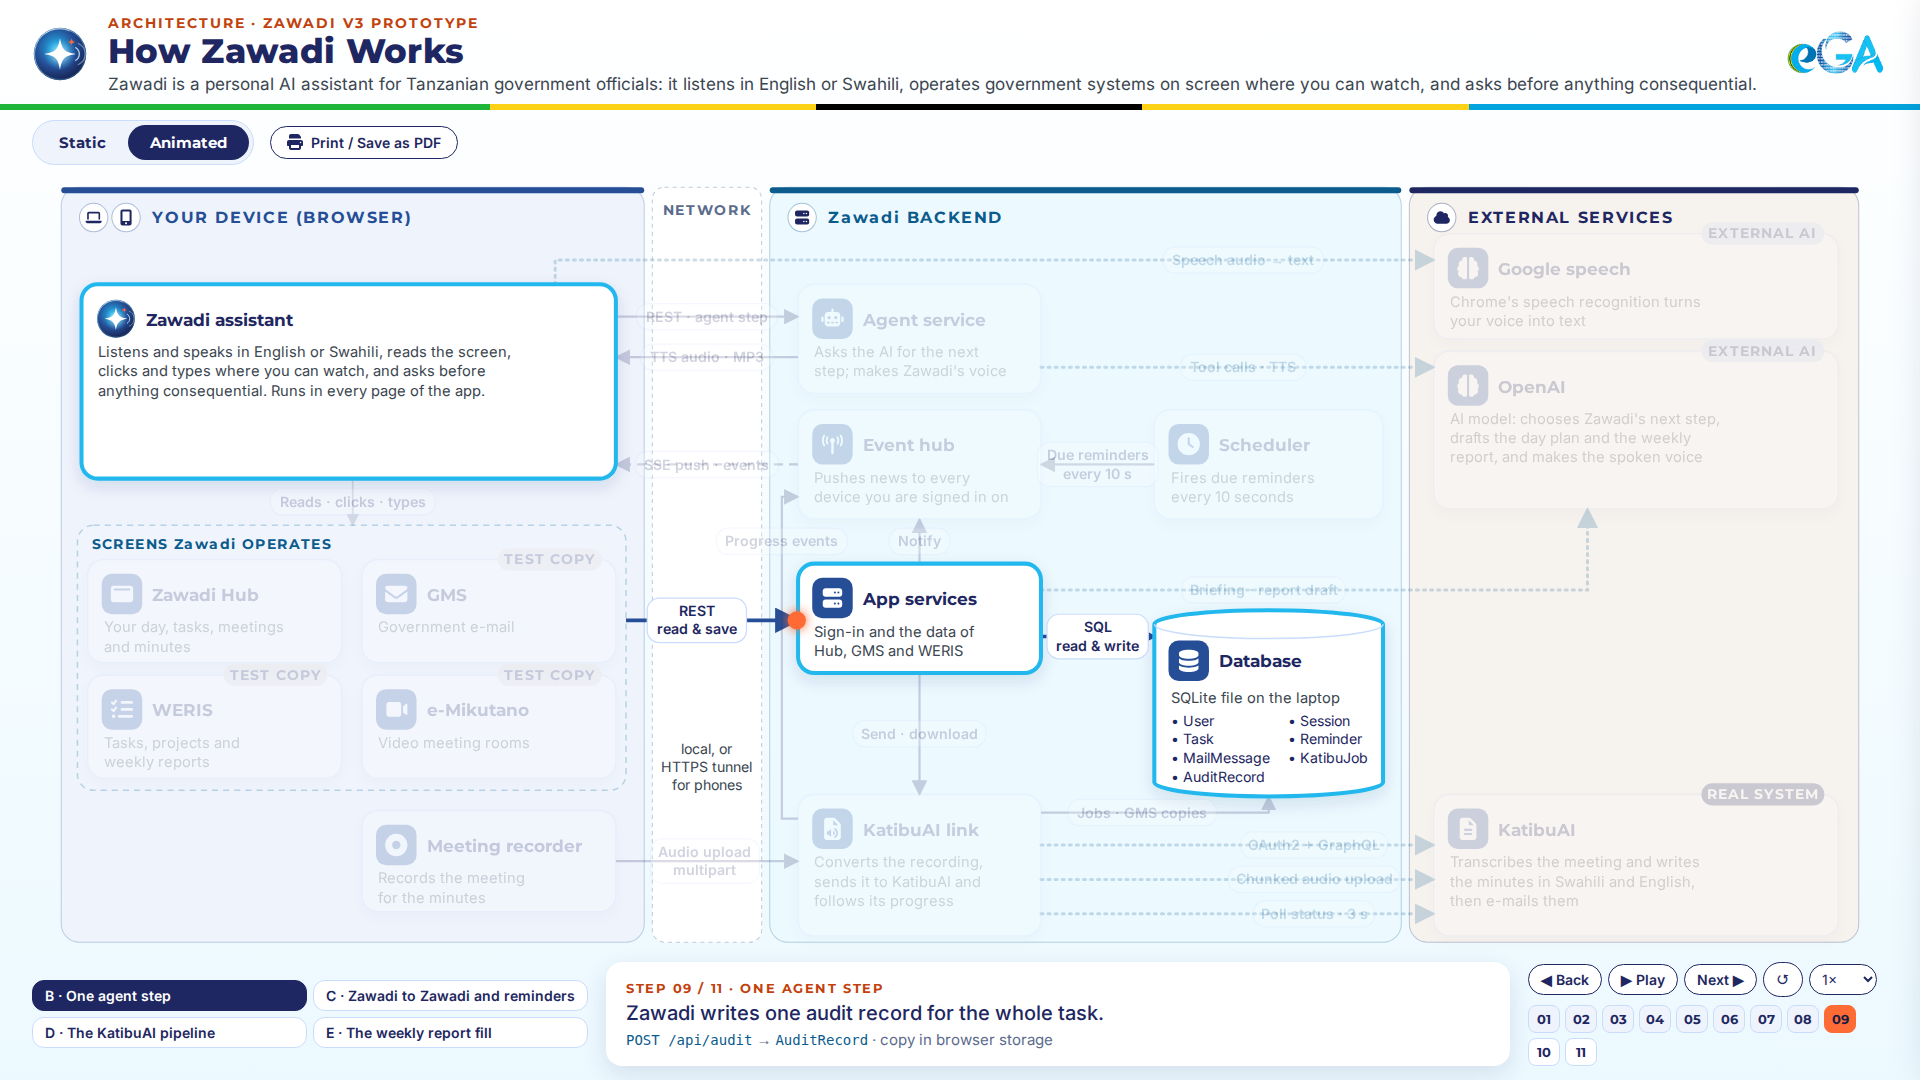 ARCHITECTURE · ZAWADI V3 PROTOTYPE
How Zawadi Works
Zawadi is a personal AI assistant for Tanzanian government officials: it listens in English or Swahili, operates government systems on screen where you can watch, and asks before anything consequential.
eGA
Static
Animated
Print / Save as PDF
YOUR DEVICE (BROWSER)
Zawadi assistant
Listens and speaks in English or Swahili, reads the screen,
clicks and types where you can watch, and asks before
anything consequential. Runs in every page of the app.
Reads · clicks · types
SCREENS Zawadi OPERATES
Zawadi Hub
Your day, tasks, meetings
and minutes
TEST COPY
GMS
Government e-mail
TEST COPY
WERIS
Tasks, projects and
weekly reports
TEST COPY
e-Mikutano
Video meeting rooms
Meeting recorder
Records the meeting
for the minutes
NETWORK
REST · agent step
TTS audio · MP3
SSE push · events
Progress events
REST
read & save
local, or
HTTPS tunnel
for phones
Audio upload
multipart
Zawadi BACKEND
Speech audio → text
Agent service
Asks the AI for the next
step; makes Zawadi's voice
Tool calls · TTS
Event hub
Pushes news to every
device you are signed in on
Due reminders
every 10 s
Scheduler
Fires due reminders
every 10 seconds
Notify
App services
Sign-in and the data of
Hub, GMS and WERIS
Briefing · report draft
SQL
read & write
Database
SQLite file on the laptop
• User
• Task
• MailMessage
• AuditRecord
• Session
• Reminder
• KatibuJob
Send · download
KatibuAI link
Converts the recording,
sends it to KatibuAI and
follows its progress
Jobs · GMS copies
OAuth2 + GraphQL
Chunked audio upload
Poll status · 3 s
EXTERNAL SERVICES
EXTERNAL AI
Google speech
Chrome's speech recognition turns
your voice into text
EXTERNAL AI
OpenAI
AI model: chooses Zawadi's next step,
drafts the day plan and the weekly
report, and makes the spoken voice
REAL SYSTEM
KatibuAI
Transcribes the meeting and writes
the minutes in Swahili and English,
then e-mails them
B · One agent step
C · Zawadi to Zawadi and reminders
D · The KatibuAI pipeline
E · The weekly report fill
STEP 09 / 11 · ONE AGENT STEP
Zawadi writes one audit record for the whole task.
POST /api/audit → AuditRecord · copy in browser storage
◀ Back
▶ Play
Next ▶
↺
1×
01 02 03 04 05 06 07 08 09
10 11